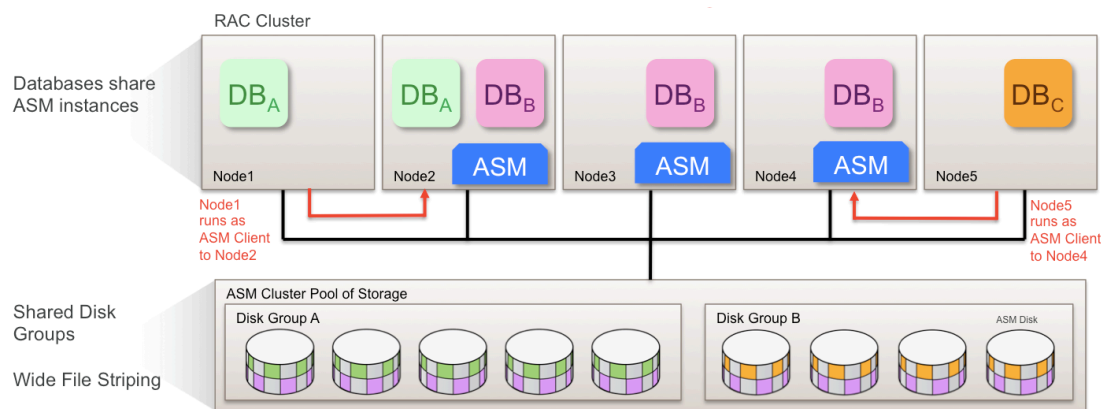 RAC Cluster
Databases share
ASM instances
DBA
DBA
DBB
DBB
DBB
DBC
ASM
ASM
ASM
Node1
Node2
Node3
Node4
Node5
Node1
runs as
ASM Client
to Node2
Node5
runs as
ASM Client
to Node4
Shared Disk
Groups
Wide File Striping
ASM Cluster Pool of Storage
Disk Group A
Disk Group B
ASM Disk